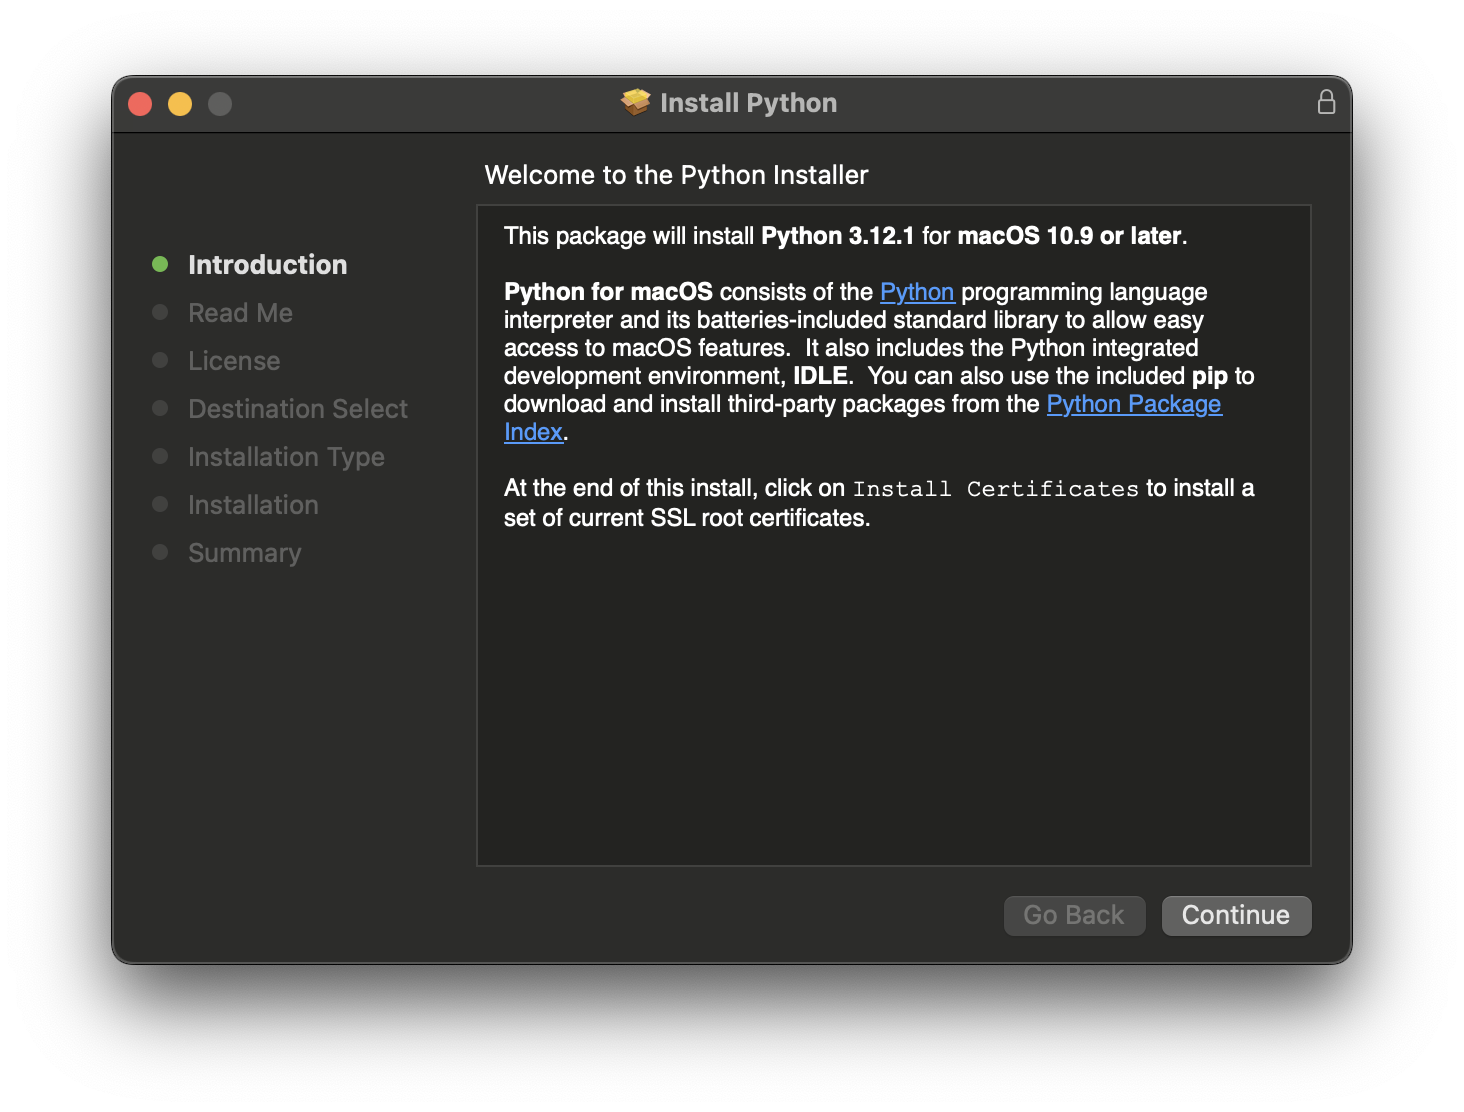 Install Python
Welcome to the Python Installer
Introduction
Read Me
License
Destination Select
Installation Type
Installation
Summary
This package will install Python 3.12.1 for macOS 10.9 or later.
Python for macOS consists of the Python programming language
interpreter and its batteries-included standard library to allow easy
access to macOS features.  It also includes the Python integrated
development environment, IDLE.  You can also use the included pip to
download and install third-party packages from the Python Package
Index.
At the end of this install, click on Install Certificates to install a
set of current SSL root certificates.
Go Back
Continue